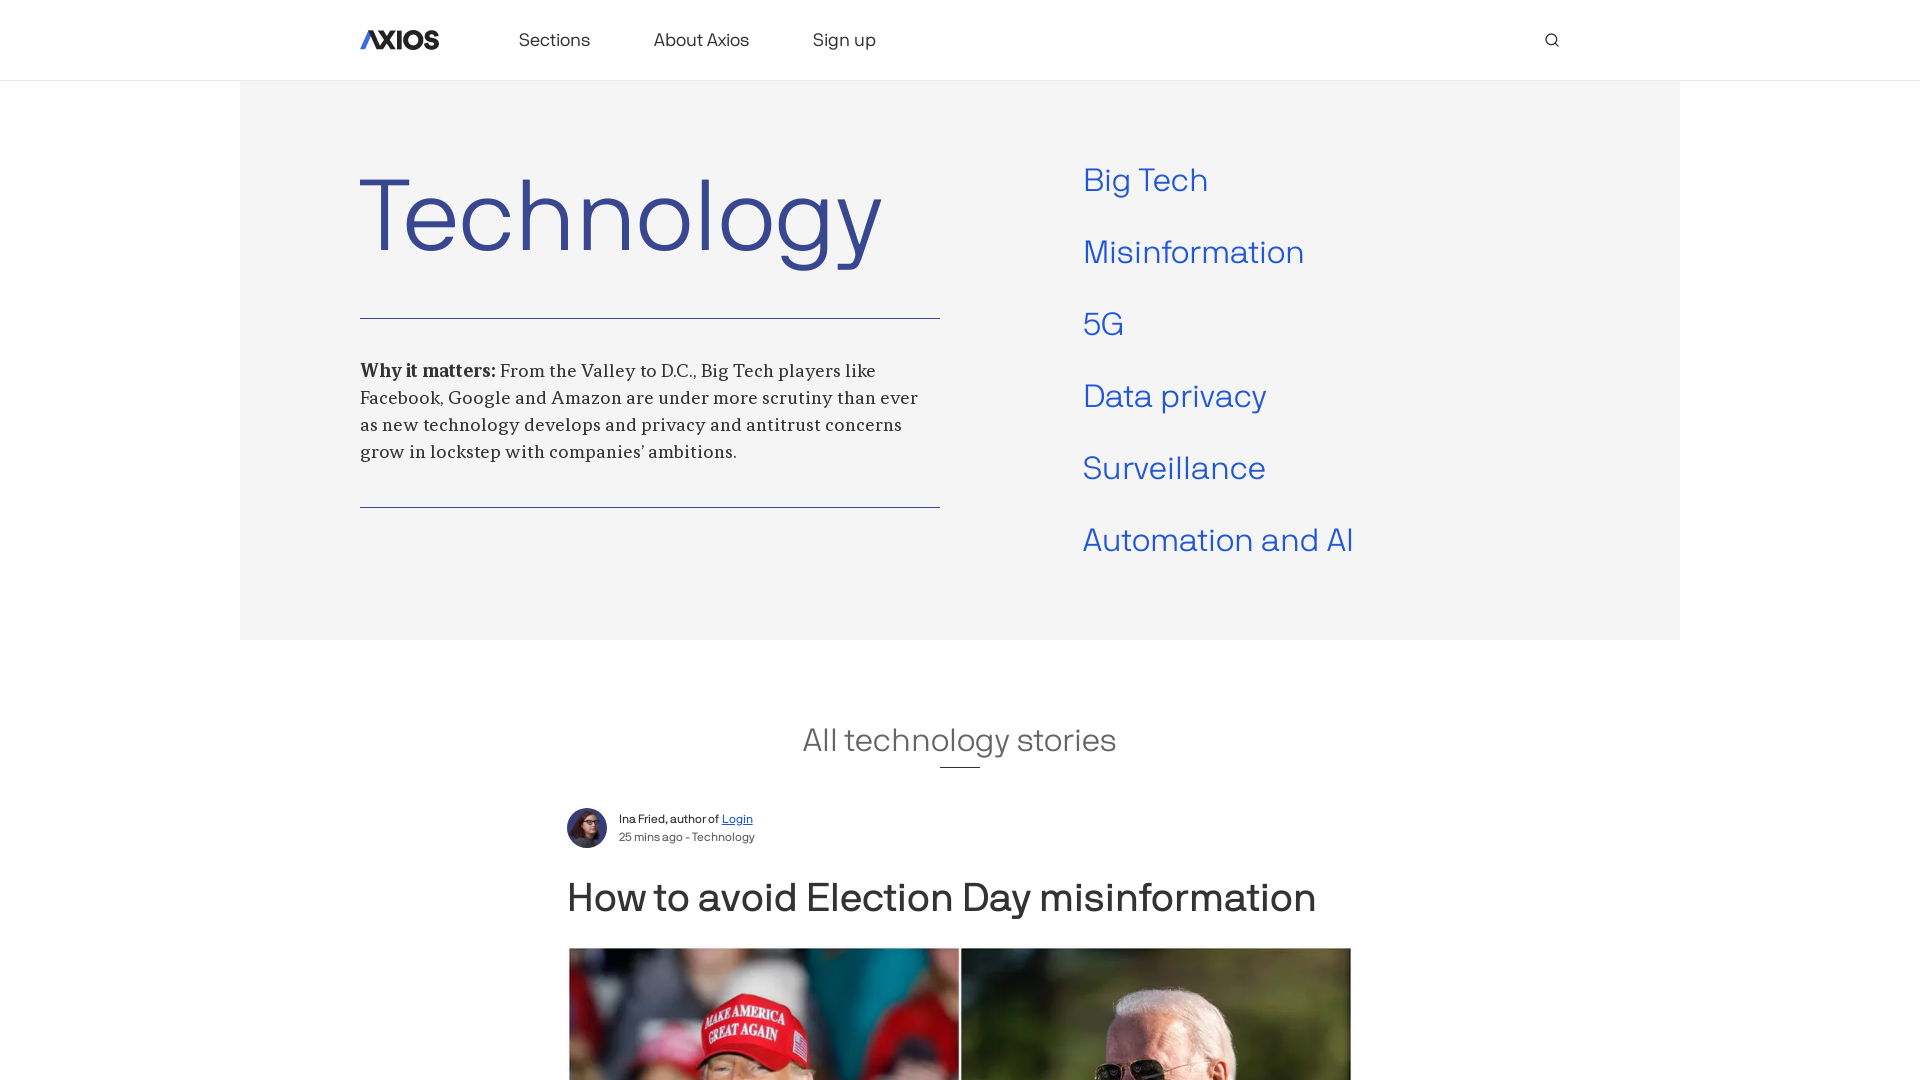 AXIOS
Sections
About Axios
Sign up
Technology
Why it matters: From the Valley to D.C., Big Tech players like
Facebook, Google and Amazon are under more scrutiny than ever
as new technology develops and privacy and antitrust concerns
grow in lockstep with companies’ ambitions.
Big Tech
Misinformation
5G
Data privacy
Surveillance
Automation and AI
All technology stories
Ina Fried, author of Login
25 mins ago - Technology
How to avoid Election Day misinformation
MAKE AMERICA
GREAT AGAIN